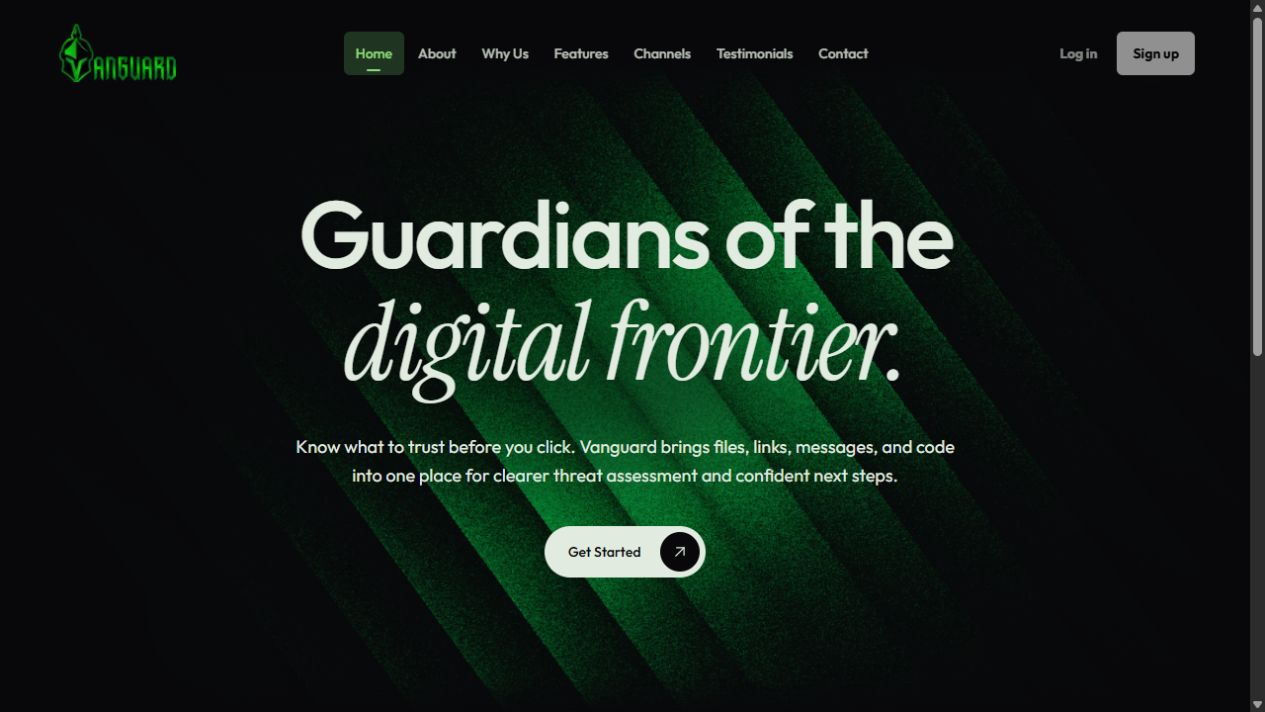 VANGUARD
Home About Why Us Features Channels Testimonials Contact Log in Sign up
Guardians of the
digital frontier.
Know what to trust before you click. Vanguard brings files, links, messages, and code
into one place for clearer threat assessment and confident next steps.
Get Started